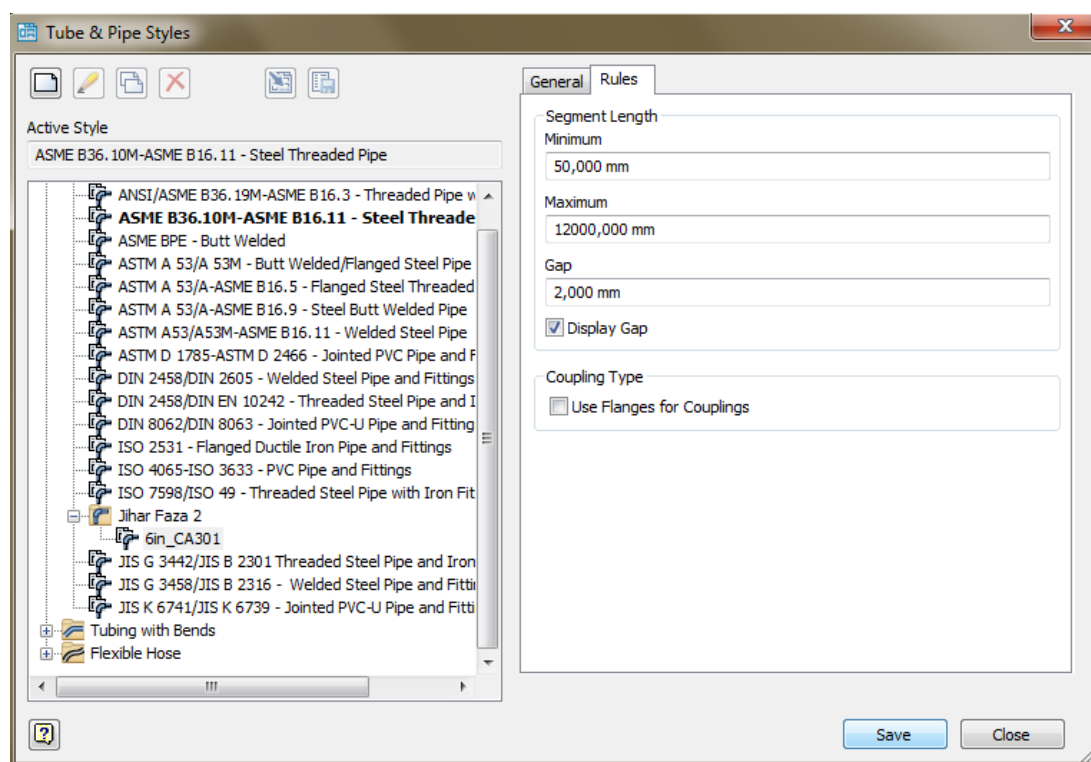 Tube & Pipe Styles
x
Active Style
ASME B36.10M-ASME B16.11 - Steel Threaded Pipe
ANSI/ASME B36.19M-ASME B16.3 - Threaded Pipe w
ASME B36.10M-ASME B16.11 - Steel Threade
ASME BPE - Butt Welded
ASTM A 53/A 53M - Butt Welded/Flanged Steel Pipe
ASTM A 53/A-ASME B16.5 - Flanged Steel Threaded
ASTM A 53/A-ASME B16.9 - Steel Butt Welded Pipe
ASTM A53/A53M-ASME B16.11 - Welded Steel Pipe
ASTM D 1785-ASTM D 2466 - Jointed PVC Pipe and F
DIN 2458/DIN 2605 - Welded Steel Pipe and Fittings
DIN 2458/DIN EN 10242 - Threaded Steel Pipe and I
DIN 8062/DIN 8063 - Jointed PVC-U Pipe and Fitting
ISO 2531 - Flanged Ductile Iron Pipe and Fittings
ISO 4065-ISO 3633 - PVC Pipe and Fittings
ISO 7598/ISO 49 - Threaded Steel Pipe with Iron Fit
Jihar Faza 2
6in_CA301
JIS G 3442/JIS B 2301 Threaded Steel Pipe and Iron
JIS G 3458/JIS B 2316 - Welded Steel Pipe and Fittin
JIS K 6741/JIS K 6739 - Jointed PVC-U Pipe and Fitti
Tubing with Bends
Flexible Hose
General Rules
Segment Length
Minimum
50,000 mm
Maximum
12000,000 mm
Gap
2,000 mm
Display Gap
Coupling Type
Use Flanges for Couplings
?
Save Close